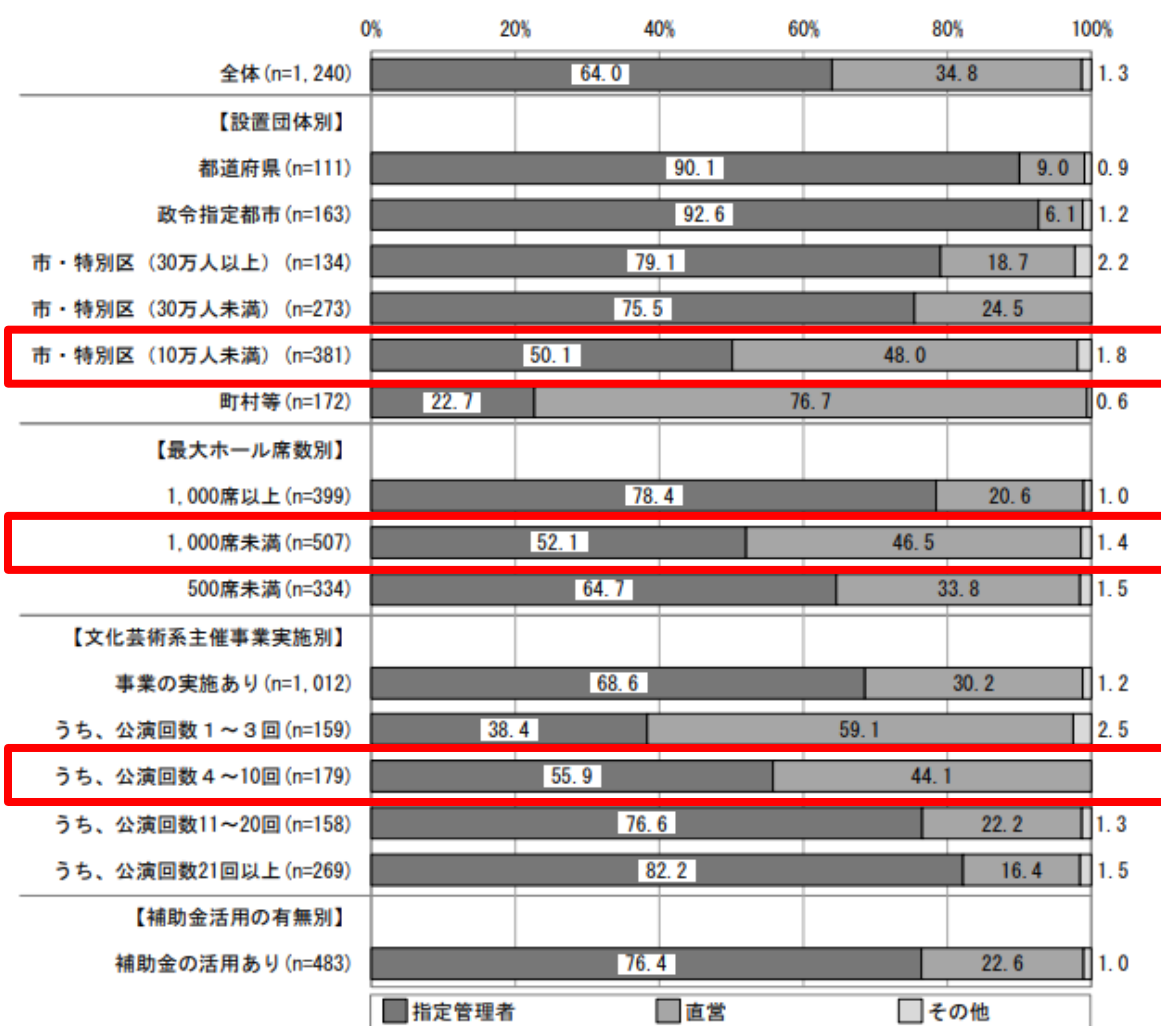 0% 20% 40% 60% 80% 100%
全体(n=1,240) 64.0 34.8 1.3
【設置団体別】
都道府県(n=111) 90.1 9.0 0.9
政令指定都市(n=163) 92.6 6.1 1.2
市・特別区（30万人以上）(n=134) 79.1 18.7 2.2
市・特別区（30万人未満）(n=273) 75.5 24.5
市・特別区（10万人未満）(n=381) 50.1 48.0 1.8
町村等(n=172) 22.7 76.7 0.6
【最大ホール席数別】
1,000席以上(n=399) 78.4 20.6 1.0
1,000席未満(n=507) 52.1 46.5 1.4
500席未満(n=334) 64.7 33.8 1.5
【文化芸術系主催事業実施別】
事業の実施あり(n=1,012) 68.6 30.2 1.2
うち、公演回数１～３回(n=159) 38.4 59.1 2.5
うち、公演回数４～10回(n=179) 55.9 44.1
うち、公演回数11～20回(n=158) 76.6 22.2 1.3
うち、公演回数21回以上(n=269) 82.2 16.4 1.5
【補助金活用の有無別】
補助金の活用あり(n=483) 76.4 22.6 1.0
指定管理者 直営 その他